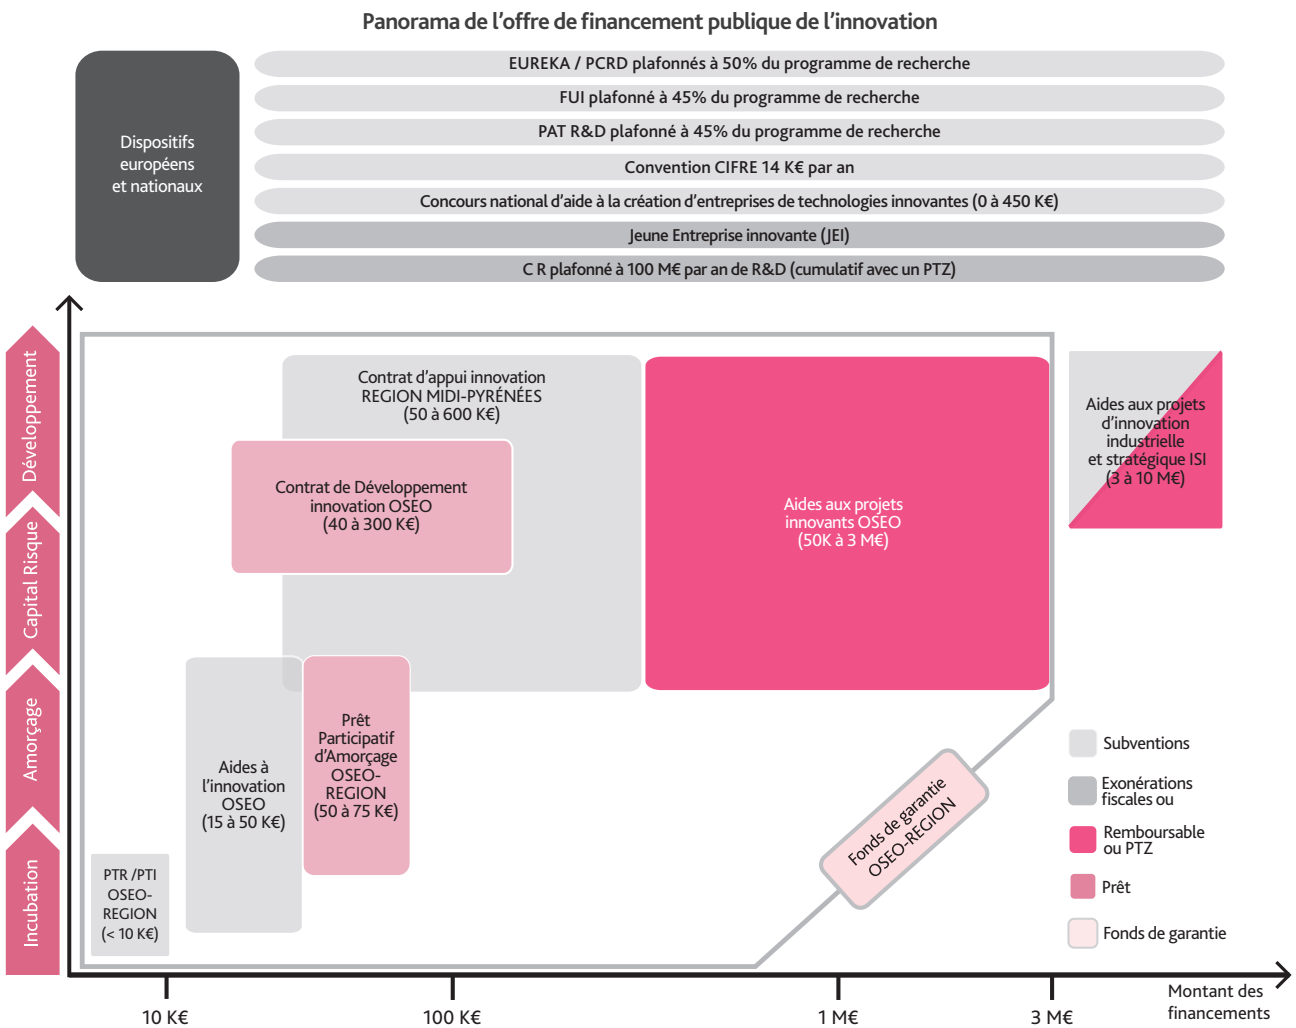 Panorama de l'offre de financement publique de l'innovation
Dispositifs
européens
et nationaux
EUREKA / PCRD plafonnés à 50% du programme de recherche
FUI plafonné à 45% du programme de recherche
PAT R&D plafonné à 45% du programme de recherche
Convention CIFRE 14 K€ par an
Concours national d'aide à la création d'entreprises de technologies innovantes (0 à 450 K€)
Jeune Entreprise innovante (JEI)
C R plafonné à 100 M€ par an de R&D (cumulatif avec un PTZ)
Développement
Capital Risque
Amorçage
Incubation
Contrat d'appui innovation
REGION MIDI-PYRÉNÉES
(50 à 600 K€)
Contrat de Développement
innovation OSEO
(40 à 300 K€)
Aides aux projets
innovants OSEO
(50K à 3 M€)
Aides aux projets
d'innovation
industrielle
et stratégique ISI
(3 à 10 M€)
Prêt
Participatif
d'Amorçage
OSEO-
REGION
(50 à 75 K€)
Aides à
l'innovation
OSEO
(15 à 50 K€)
PTR /PTI
OSEO-
REGION
(< 10 K€)
Fonds de garantie
OSEO-REGION
Subventions
Exonérations
fiscales ou
Remboursable
ou PTZ
Prêt
Fonds de garantie
10 K€
100 K€
1 M€
3 M€
Montant des
financements